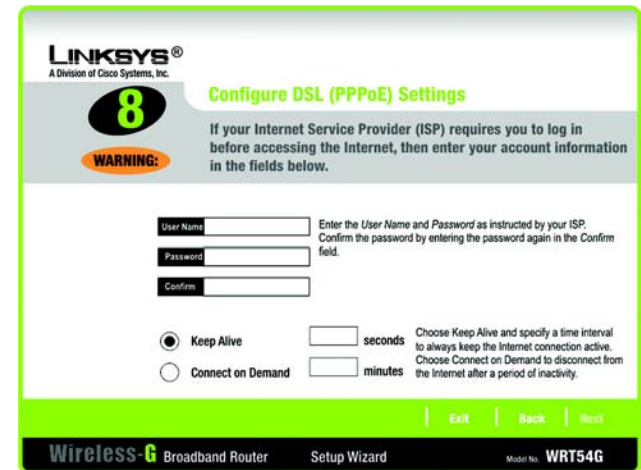 LINKSYS®
A Division of Cisco Systems, Inc.
8
Configure DSL (PPPoE) Settings
WARNING:
If your Internet Service Provider (ISP) requires you to log in
before accessing the Internet, then enter your account information
in the fields below.
User Name
Password
Confirm
Enter the User Name and Password as instructed by your ISP.
Confirm the password by entering the password again in the Confirm
field.
Keep Alive
seconds
Choose Keep Alive and specify a time interval
to always keep the Internet connection active.
Connect on Demand
minutes
Choose Connect on Demand to disconnect from
the Internet after a period of inactivity.
Exit
Back
Next
Wireless-G Broadband Router
Setup Wizard
Model No. WRT54G